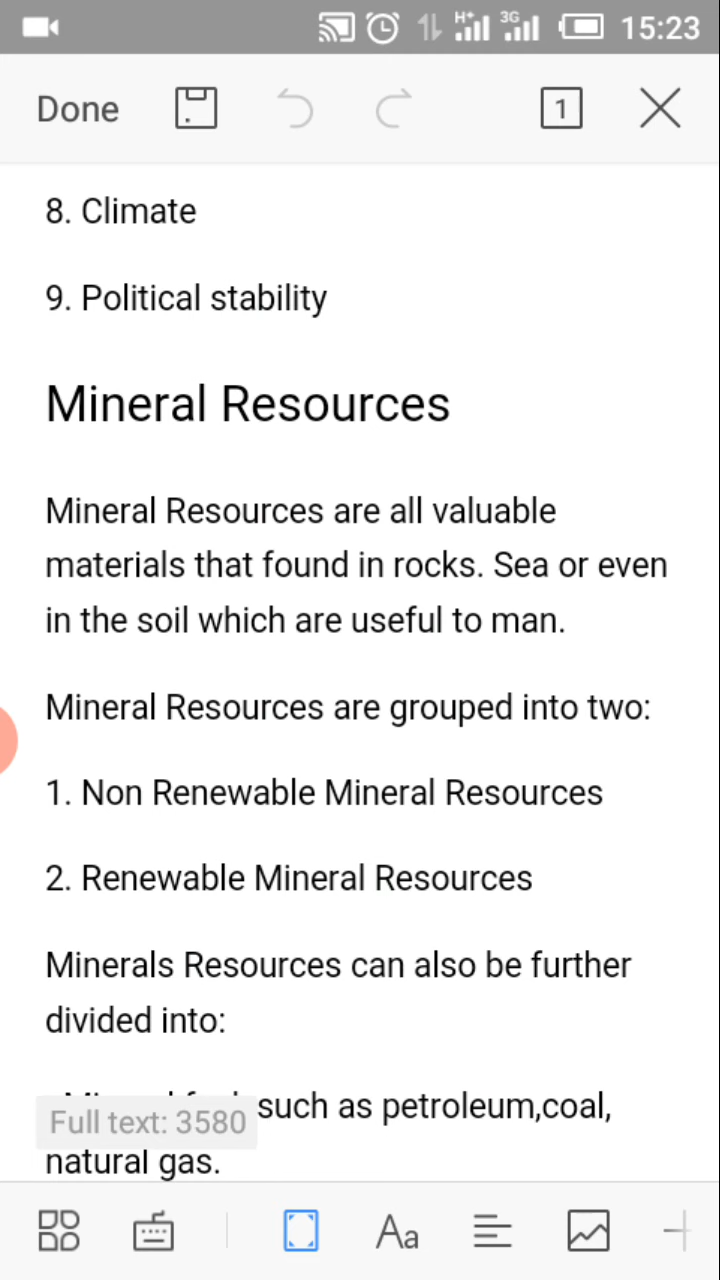 H+ 3G 15:23
Done 1
8. Climate
9. Political stability
Mineral Resources
Mineral Resources are all valuable
materials that found in rocks. Sea or even
in the soil which are useful to man.
Mineral Resources are grouped into two:
1. Non Renewable Mineral Resources
2. Renewable Mineral Resources
Minerals Resources can also be further
divided into:
such as petroleum,coal,
Full text: 3580
natural gas.
Aa